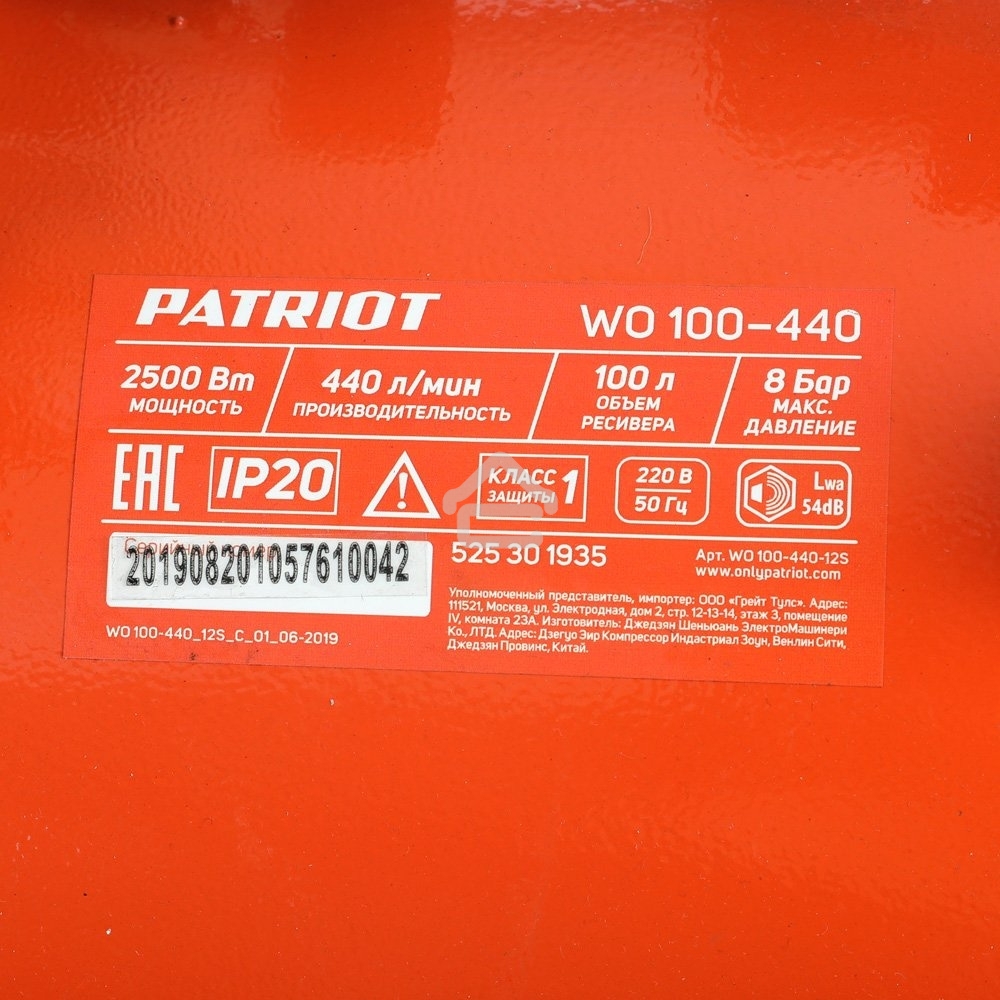 PATRIOT
WO 100-440
2500 Вт
МОЩНОСТЬ
440 л/мин
ПРОИЗВОДИТЕЛЬНОСТЬ
100 л
ОБЪЕМ
РЕСИВЕРА
8 Бар
МАКС.
ДАВЛЕНИЕ
EAC
IP20
КЛАСС
ЗАЩИТЫ 1
220 В
50 Гц
Lwa
54dB
Серийный номер
201908201057610042
WO 100-440_12S_C_01_06-2019
525 30 1935
Арт. WO 100-440-12S
www.onlypatriot.com
Уполномоченный представитель, импортер: ООО «Грейт Тулс». Адрес:
111521, Москва, ул. Электродная, дом 2, стр. 12-13-14, этаж 3, помещение
IV, комната 23А. Изготовитель: Джедзян Шеньюань ЭлектроМашинери
Ко., ЛТД. Адрес: Дзегуо Эир Компрессор Индастриал Зоун, Венлин Сити,
Джедзян Провинс, Китай.